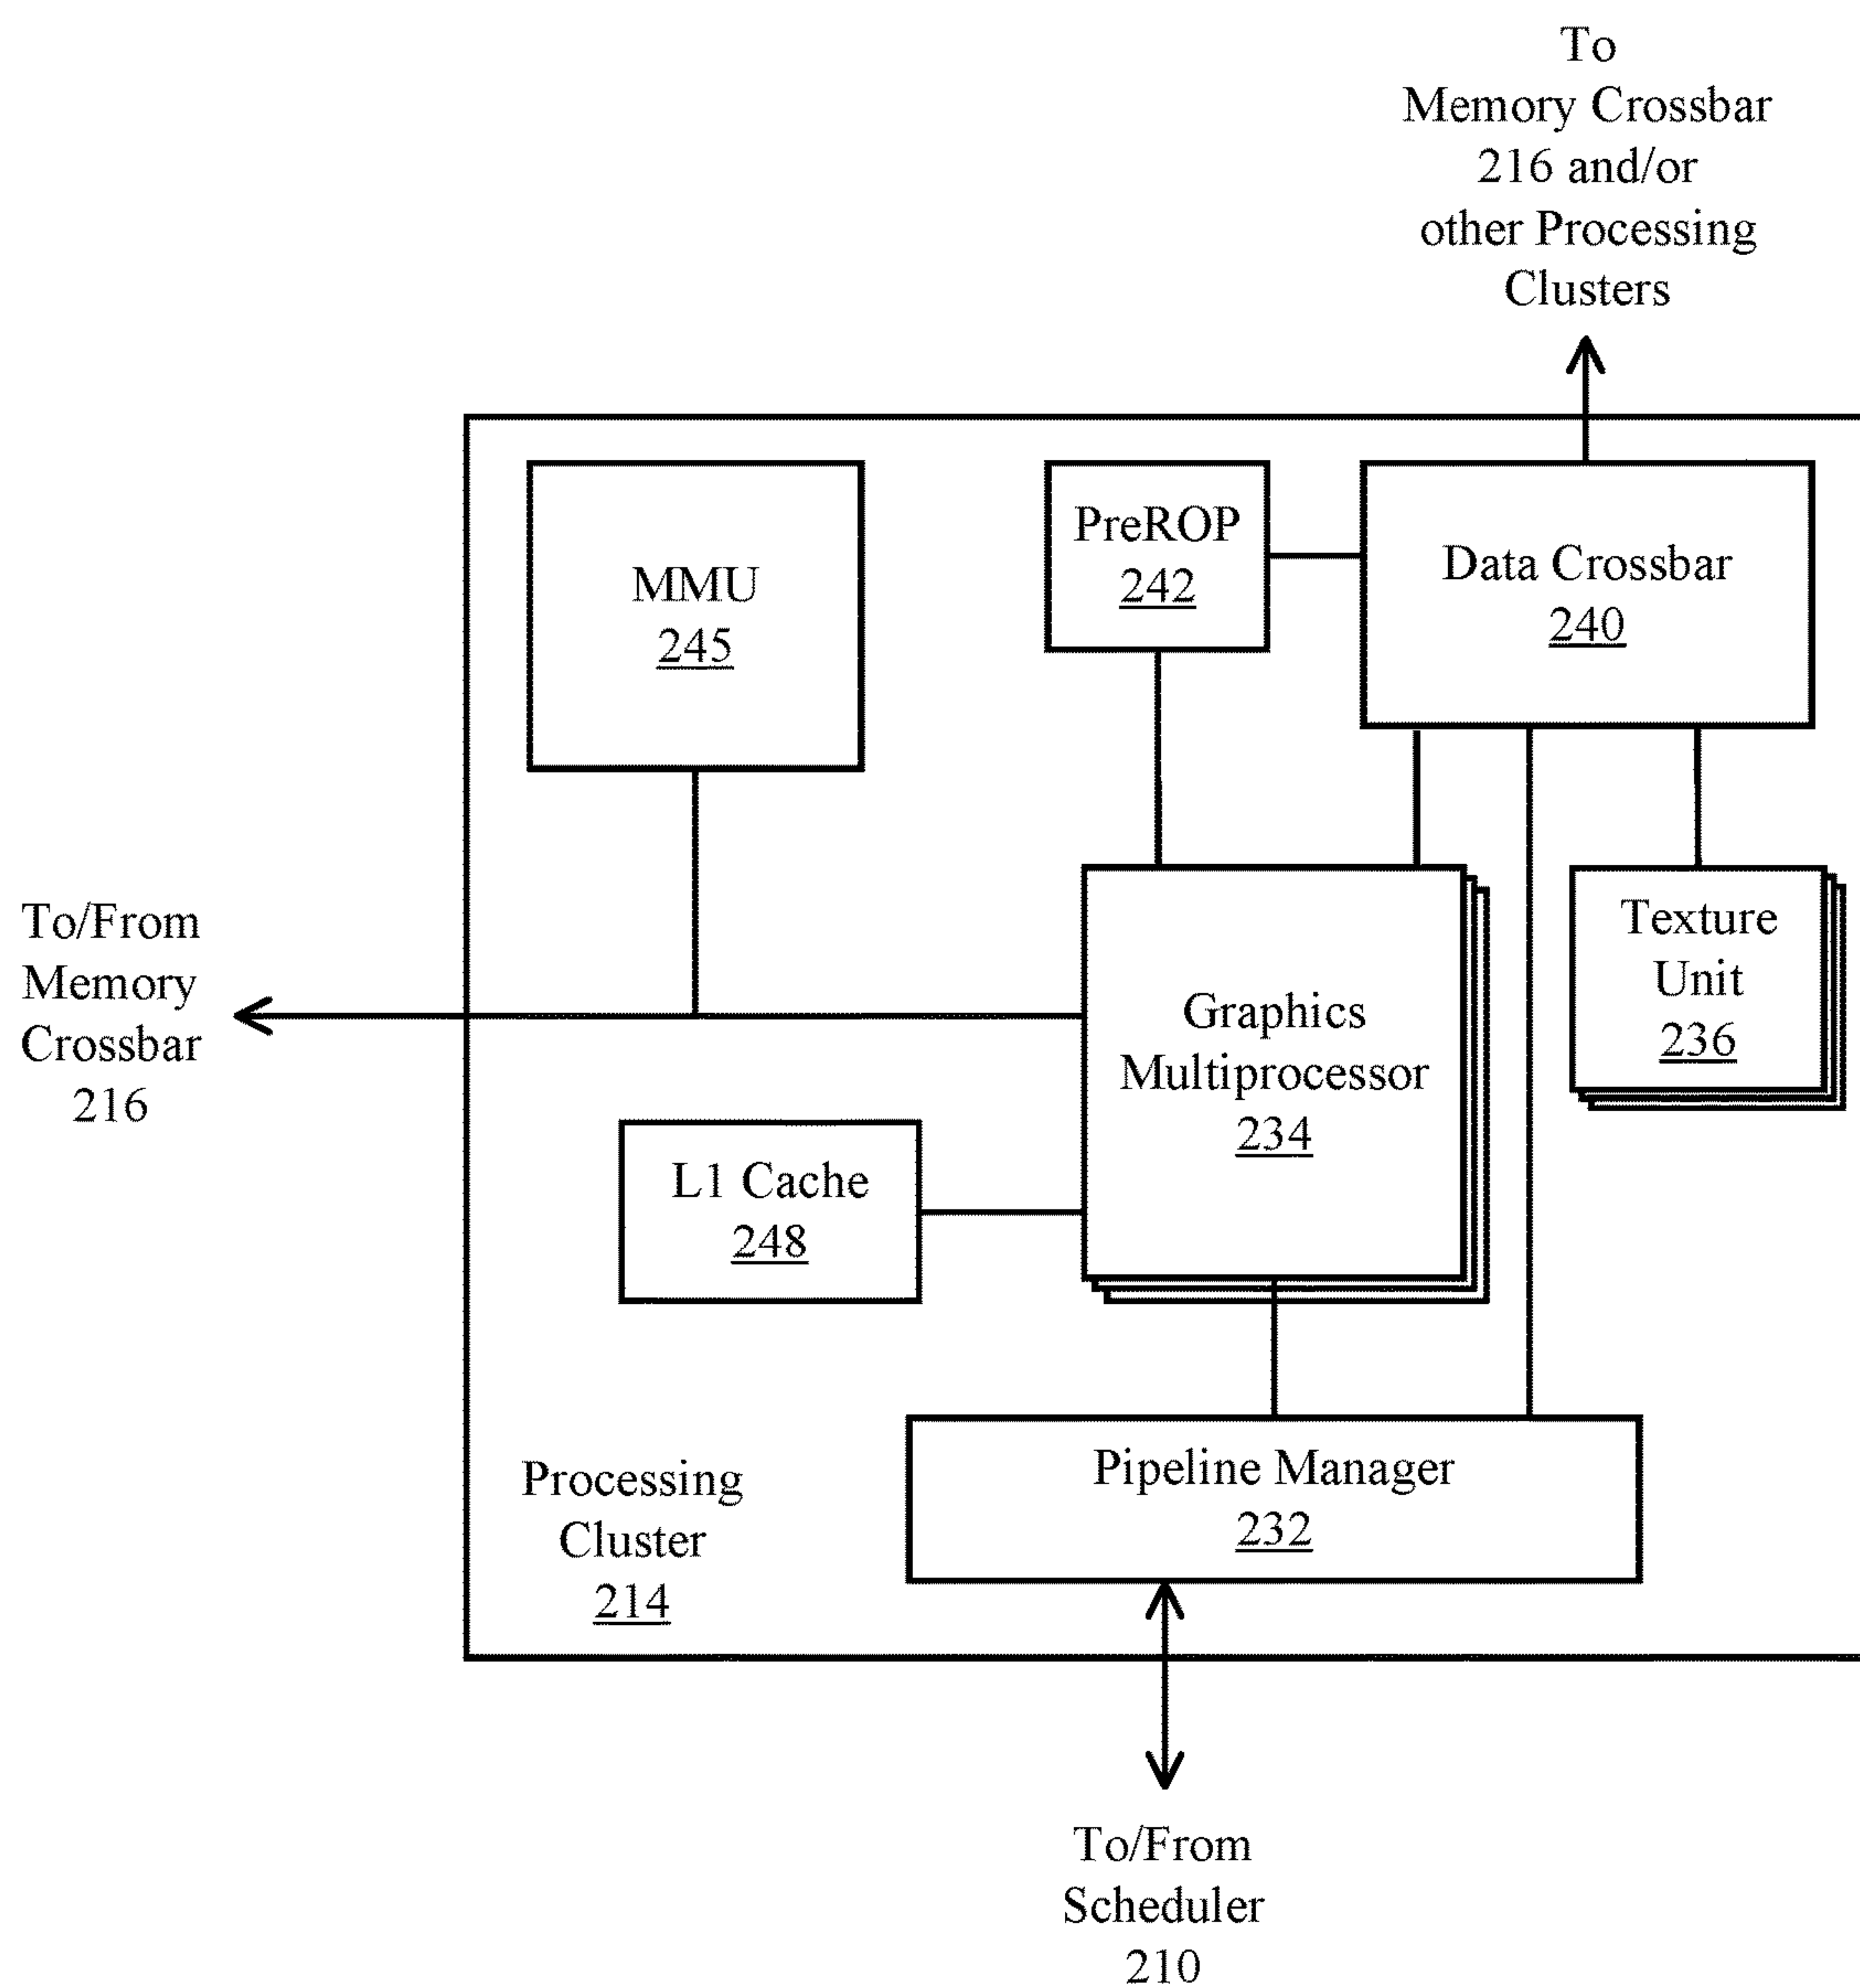 To
Memory Crossbar
216 and/or
other Processing
Clusters
MMU
245
PreROP
242
Data Crossbar
240
To/From
Memory
Crossbar
216
Graphics
Multiprocessor
234
Texture
Unit
236
L1 Cache
248
Processing
Cluster
214
Pipeline Manager
232
To/From
Scheduler
210